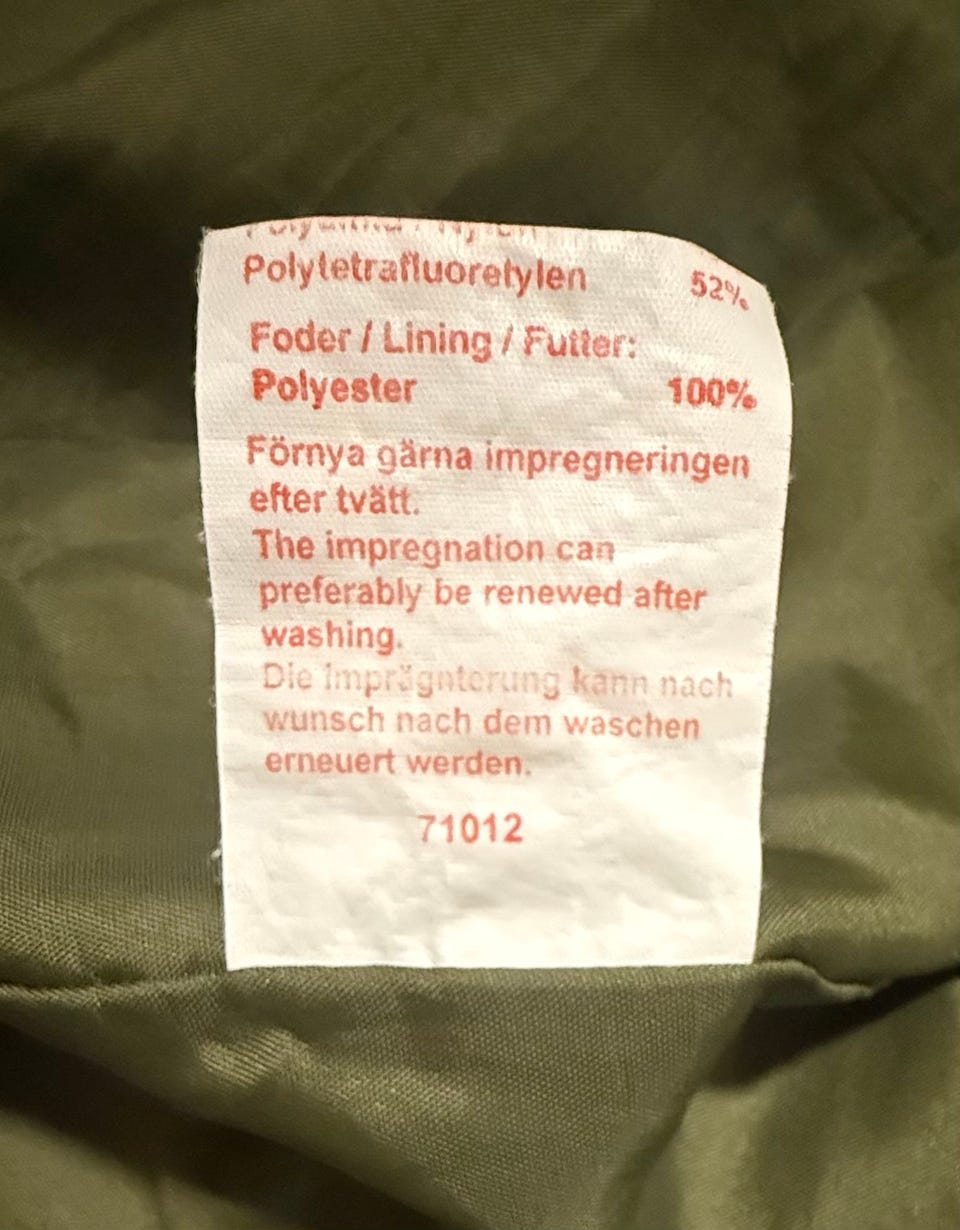 Polytetrafluoretylen 52%
Foder / Lining / Futter:
Polyester 100%
Förnya gärna impregneringen
efter tvätt.
The impregnation can
preferably be renewed after
washing.
Die Imprägnterung kann nach
wunsch nach dem waschen
erneuert werden.
71012